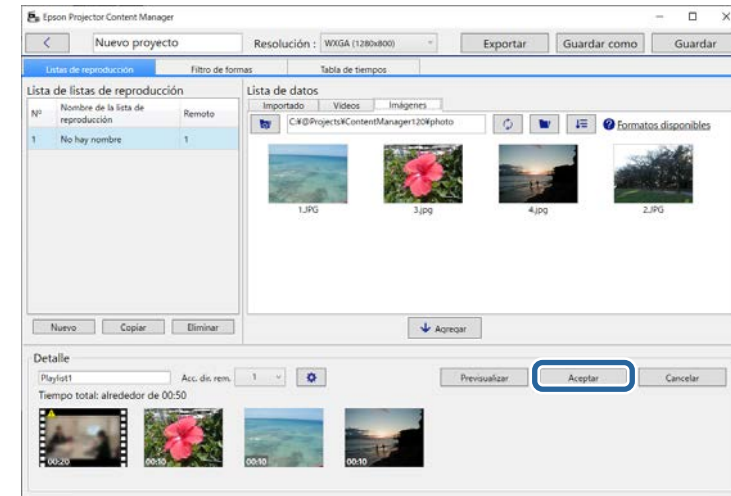 Epson Projector Content Manager
Nuevo proyecto
Resolución : WXGA (1280x800)
Exportar
Guardar como
Guardar
Listas de reproducción
Filtro de formas
Tabla de tiempos
Lista de listas de reproducción
Nº
Nombre de la lista de
reproducción
Remoto
1 No hay nombre 1
Nuevo
Copiar
Eliminar
Lista de datos
Importado
Vídeos
Imágenes
C:¥@Projects¥ContentManager120¥photo
Formatos disponibles
1.JPG
3.jpg
4.jpg
2.JPG
Agregar
Detalle
Playlist1
Acc. dir. rem.
1
Previsualizar
Aceptar
Cancelar
Tiempo total: alrededor de 00:50
00:20
00:10
00:10
00:10